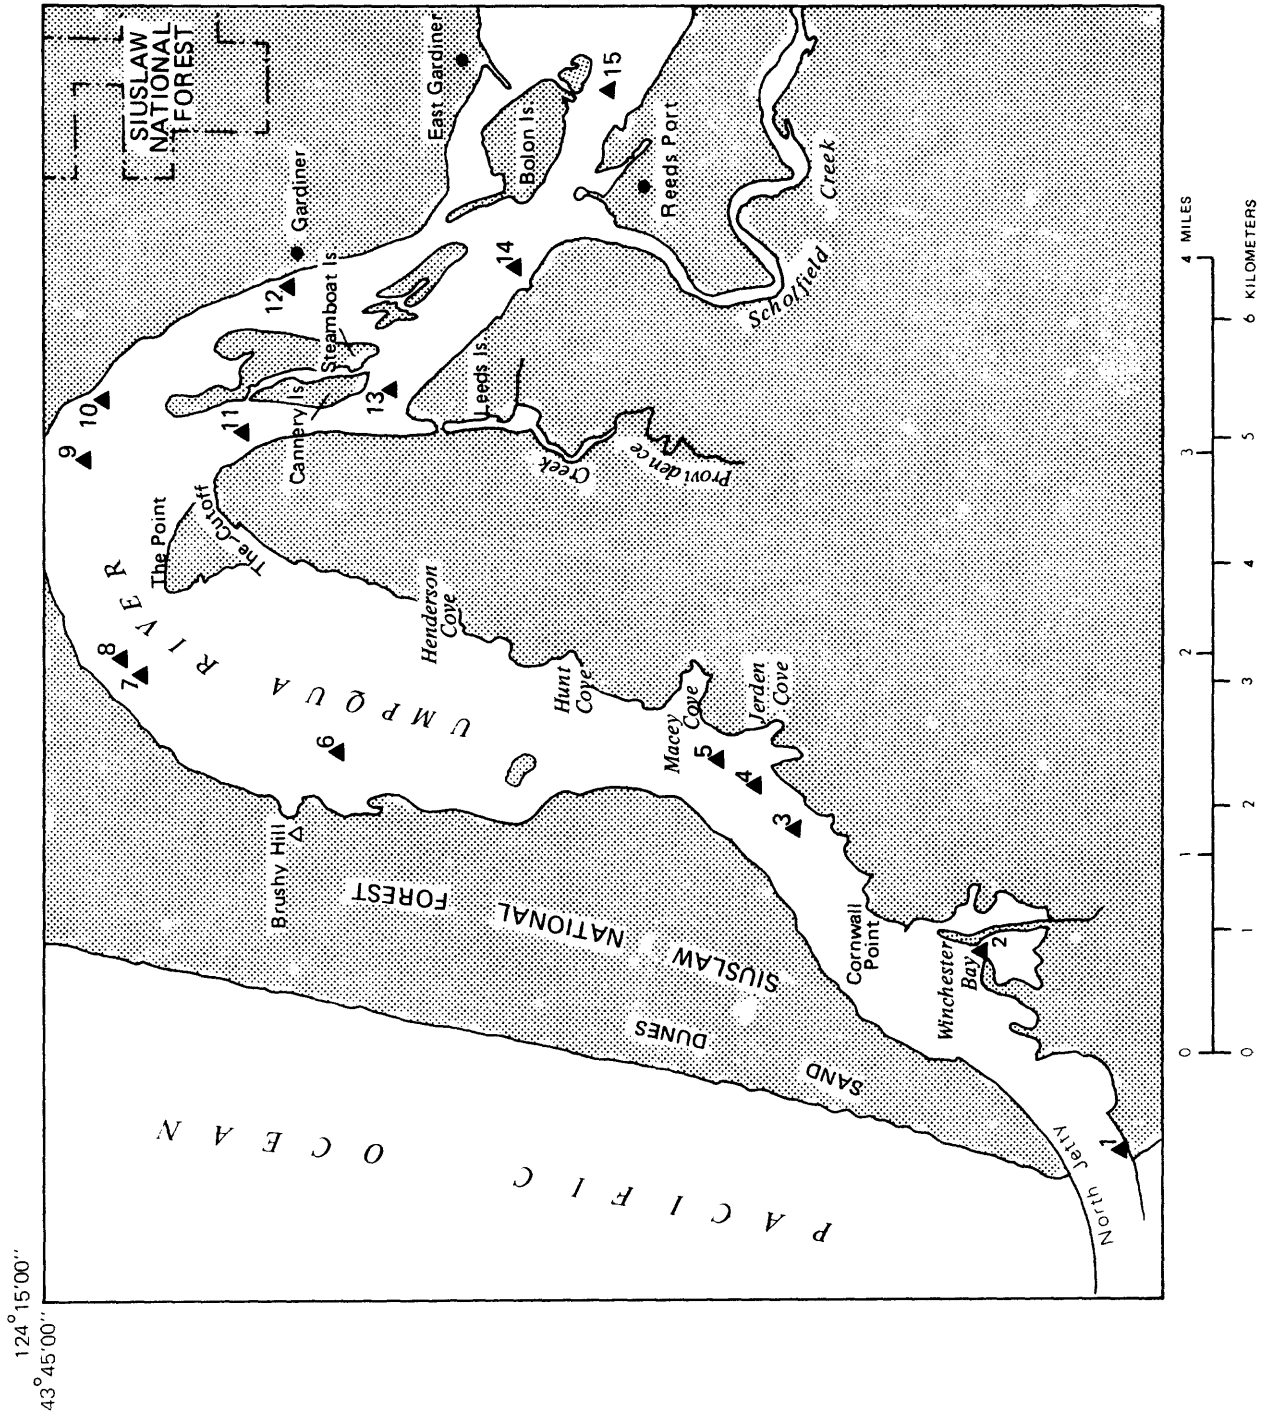 124°15'00"
43°45'00"
SIUSLAW
NATIONAL
FOREST
East Gardiner
Gardiner
Bolon Is.
15
Reeds Port
Scholfield
Creek
14
12
Steamboat Is.
10
11
13
Cannery Is.
Leeds Is.
Creek
Providence
9
The Point
The Cutoff
8
7
UMPQUA RIVER
6
Henderson
Cove
Hunt
Cove
Macey
Cove
Jerden
Cove
5
4
3
Brushy Hill
SIUSLAW
NATIONAL
FOREST
SAND
DUNES
Cornwall
Point
Winchester
Bay
2
North Jetty
1
PACIFIC OCEAN
0 1 2 3 4 MILES
0 1 2 3 4 5 6 KILOMETERS